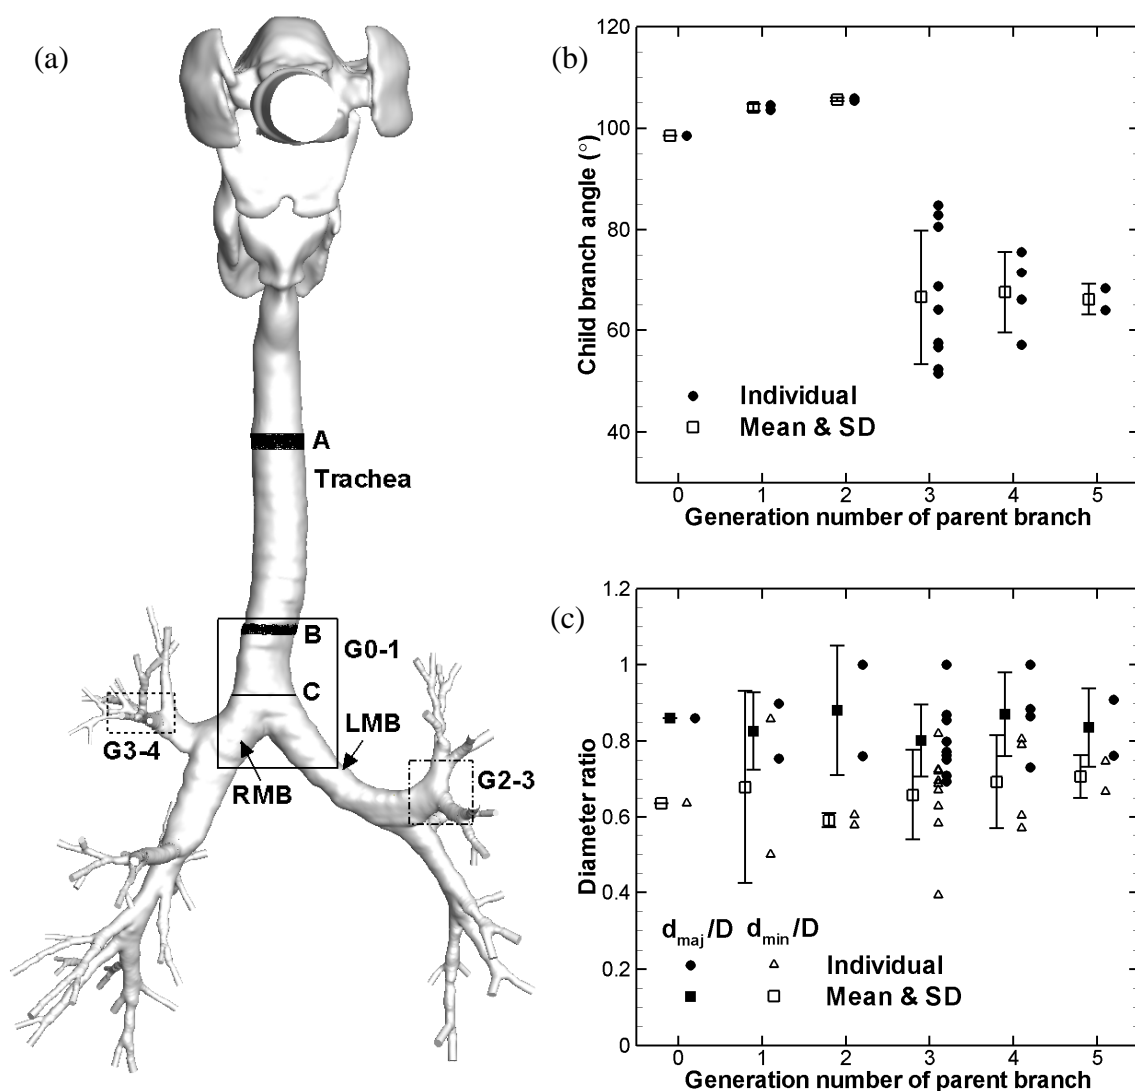 (a)
A
Trachea
B
G0-1
C
LMB
G3-4
RMB
G2-3
(b)
120
100
80
60
40
Child branch angle (°)
Individual
Mean & SD
0 1 2 3 4 5
Generation number of parent branch
(c)
1.2
1
0.8
0.6
0.4
0.2
0
Diameter ratio
dmaj/D dmin/D
Individual
Mean & SD
0 1 2 3 4 5
Generation number of parent branch